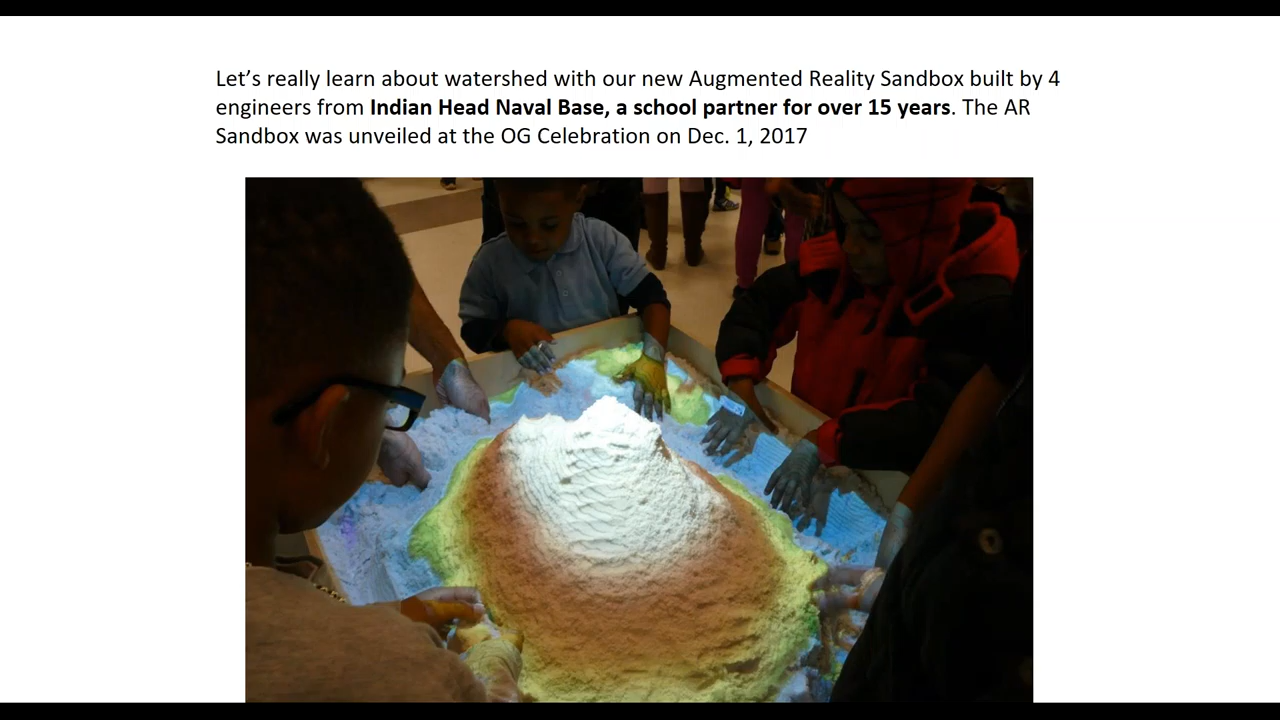 Let’s really learn about watershed with our new Augmented Reality Sandbox built by 4
engineers from Indian Head Naval Base, a school partner for over 15 years. The AR
Sandbox was unveiled at the OG Celebration on Dec. 1, 2017